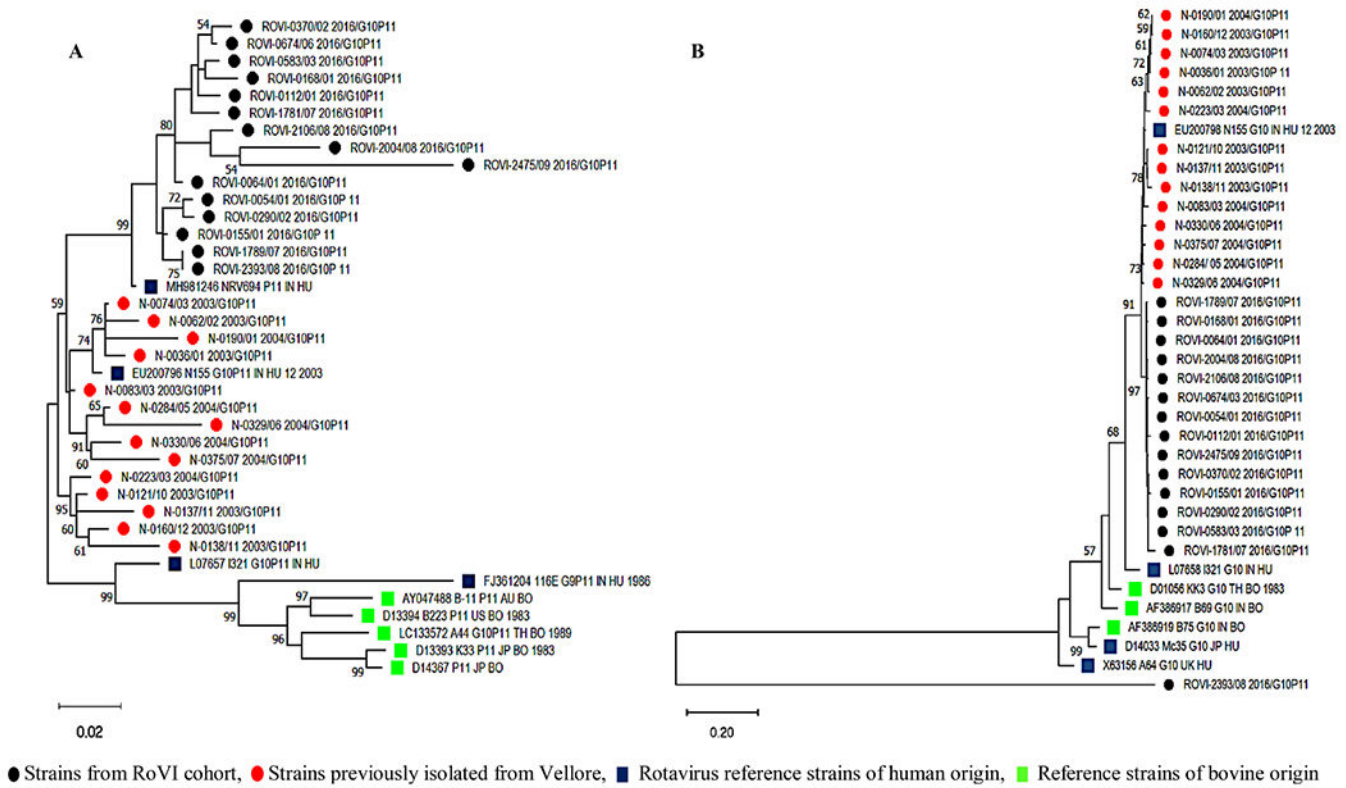 A
54
ROVI-0370/02 2016/G10P11
ROVI-0674/06 2016/G10P11
ROVI-0583/03 2016/G10P11
ROVI-0168/01 2016/G10P11
ROVI-0112/01 2016/G10P11
ROVI-1781/07 2016/G10P11
80
ROVI-2106/08 2016/G10P11
ROVI-2004/08 2016/G10P11
54
ROVI-2475/09 2016/G10P11
ROVI-0064/01 2016/G10P11
72
ROVI-0054/01 2016/G10P 11
ROVI-0290/02 2016/G10P 11
99
ROVI-0155/01 2016/G10P 11
ROVI-1789/07 2016/G10P11
75
ROVI-2393/08 2016/G10P 11
MH981246 NRV694 P11 IN HU
59
N-0074/03 2003/G10P11
76
N-0062/02 2003/G10P11
74
N-0190/01 2004/G10P11
N-0036/01 2003/G10P11
EU200796 N155 G10P11 IN HU 12 2003
N-0083/03 2003/G10P11
65
N-0284/05 2004/G10P11
N-0329/06 2004/G10P11
91
N-0330/06 2004/G10P11
60
N-0375/07 2004/G10P11
N-0223/03 2004/G10P11
N-0121/10 2003/G10P11
95
N-0137/11 2003/G10P11
60
N-0160/12 2003/G10P11
61
N-0138/11 2003/G10P11
L07657 I321 G10P11 IN HU
99
FJ361204 116E G9P11 IN HU 1986
99
97
AY047488 B-11 P11 AU BO
D13394 B223 P11 US BO 1983
96
LC133572 A44 G10P11 TH BO 1989
D13393 K33 P11 JP BO 1983
99
D14367 P11 JP BO
0.02
B
62
N-0190/01 2004/G10P11
59
N-0160/12 2003/G10P11
61
N-0074/03 2003/G10P11
72
N-0036/01 2003/G10P 11
63
N-0062/02 2003/G10P11
N-0223/03 2004/G10P11
EU200798 N155 G10 IN HU 12 2003
N-0121/10 2003/G10P11
N-0137/11 2003/G10P11
78
N-0138/11 2003/G10P11
N-0083/03 2004/G10P11
N-0330/06 2004/G10P11
N-0375/07 2004/G10P11
73
N-0284/ 05 2004/G10P11
N-0329/06 2004/G10P11
91
ROVI-1789/07 2016/G10P11
ROVI-0168/01 2016/G10P11
ROVI-0064/01 2016/G10P11
ROVI-2004/08 2016/G10P11
ROVI-2106/08 2016/G10P11
97
ROVI-0674/03 2016/G10P11
ROVI-0054/01 2016/G10P11
68
ROVI-0112/01 2016/G10P11
ROVI-2475/09 2016/G10P11
ROVI-0370/02 2016/G10P11
ROVI-0155/01 2016/G10P11
ROVI-0290/02 2016/G10P11
ROVI-0583/03 2016/G10P 11
57
ROVI-1781/07 2016/G10P11
L07658 I321 G10 IN HU
D01056 KK3 G10 TH BO 1983
AF386917 B69 G10 IN BO
AF386919 B75 G10 IN BO
99
D14033 Mc35 G10 JP HU
X63156 A64 G10 UK HU
ROVI-2393/08 2016/G10P11
0.20
Strains from RoVI cohort, Strains previously isolated from Vellore, Rotavirus reference strains of human origin, Reference strains of bovine origin